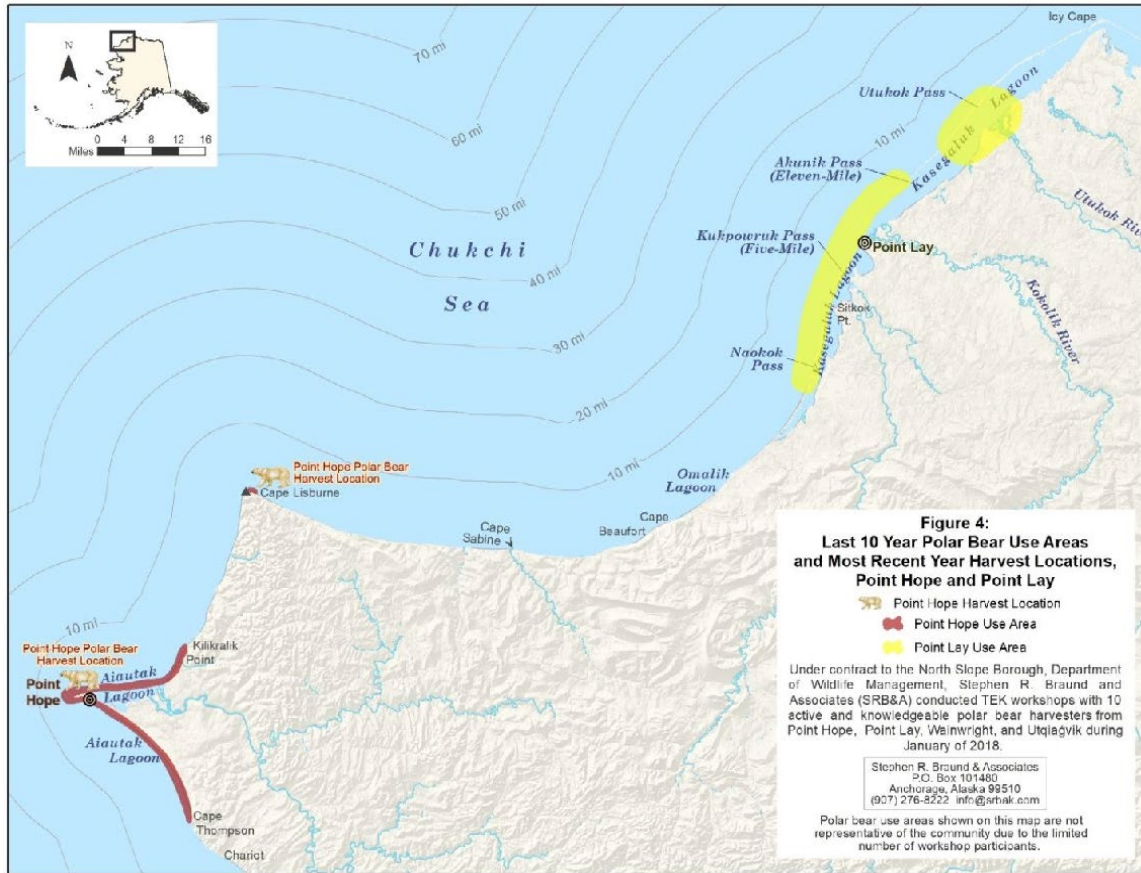 N
Miles
0 4 8 12 16
70 mi
60 mi
50 mi
40 mi
30 mi
20 mi
10 mi
10 mi
10 mi
Icy Cape
Utukok Pass
Kasegaluk Lagoon
Akunik Pass
(Eleven-Mile)
Utukok River
Chukchi
Sea
Kukpowruk Pass
(Five-Mile)
Point Lay
Kasegaluk Lagoon
Sitkok
Pt.
Kokolik River
Naokok
Pass
Omalik
Lagoon
Point Hope Polar Bear
Harvest Location
Cape Lisburne
Cape
Sabine
Cape
Beaufort
Point Hope Polar Bear
Harvest Location
Kilikralik
Point
Point
Hope
Aiautak
Lagoon
Aiautak
Lagoon
Cape
Thompson
Chariot
Figure 4:
Last 10 Year Polar Bear Use Areas
and Most Recent Year Harvest Locations,
Point Hope and Point Lay
Point Hope Harvest Location
Point Hope Use Area
Point Lay Use Area
Under contract to the North Slope Borough, Department
of Wildlife Management, Stephen R. Braund and
Associates (SRB&A) conducted TEK workshops with 10
active and knowledgeable polar bear harvesters from
Point Hope, Point Lay, Wainwright, and Utqiaġvik during
January of 2018.
Stephen R. Braund & Associates
P.O. Box 101480
Anchorage, Alaska 99510
(907) 276-8222 info@srbak.com
Polar bear use areas shown on this map are not
representative of the community due to the limited
number of workshop participants.